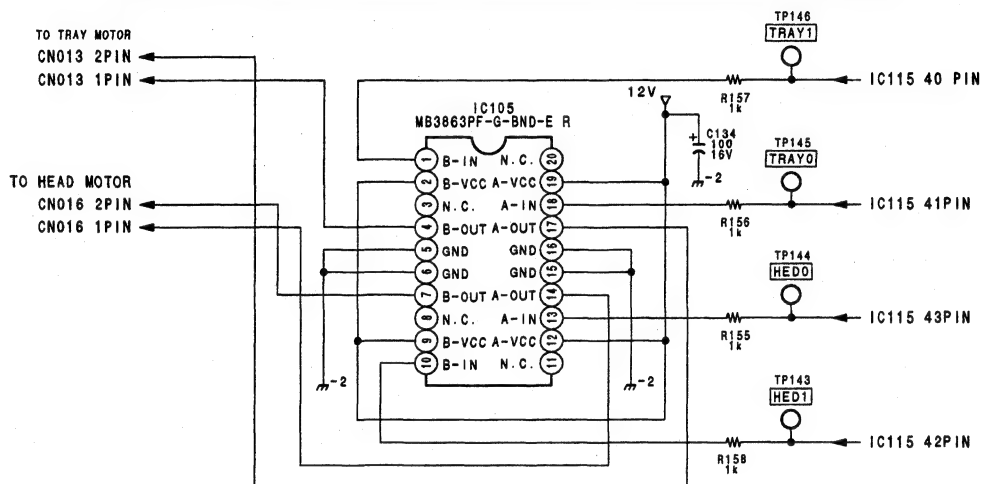 TO TRAY MOTOR
CN013 2PIN
CN013 1PIN
TO HEAD MOTOR
CN016 2PIN
CN016 1PIN
IC105
MB3863PF-G-BND-E R
1 B-IN N.C. 20
2 B-VCC A-VCC 19
3 N.C. A-IN 18
4 B-OUT A-OUT 17
5 GND GND 16
6 GND GND 15
7 B-OUT A-OUT 14
8 N.C. A-IN 13
9 B-VCC A-VCC 12
10 B-IN N.C. 11
-2
-2
12V
+
C134
100
16V
-2
TP146
TRAY1
R157
1k
IC115 40 PIN
TP145
TRAY0
R156
1k
IC115 41PIN
TP144
HED0
R155
1k
IC115 43PIN
TP143
HED1
R158
1k
IC115 42PIN